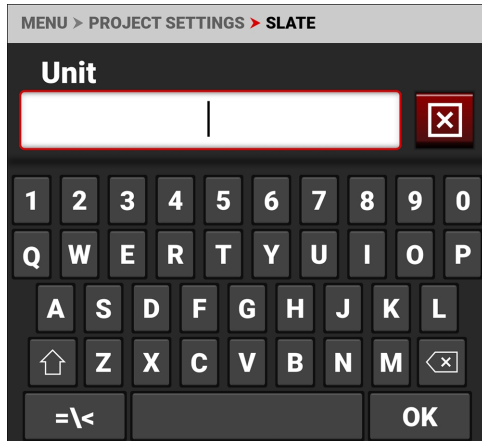 MENU > PROJECT SETTINGS > SLATE
Unit
1 2 3 4 5 6 7 8 9 0
Q W E R T Y U I O P
A S D F G H J K L
Z X C V B N M
=\< OK